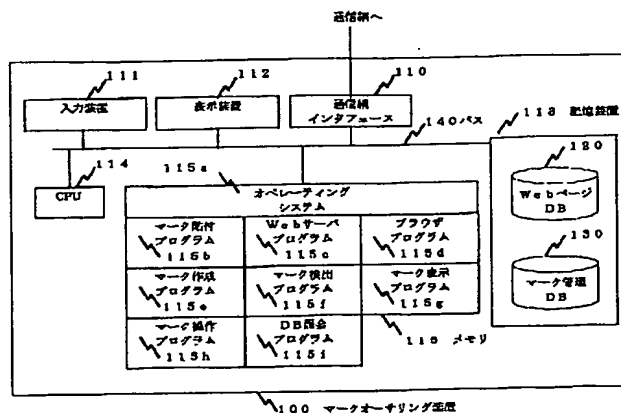 通信網へ
111
112
110
入力装置
表示装置
通信網
インタフェース
140バス
118 記憶装置
114
CPU
115a
オペレーティング
システム
マーク貼付
プログラム
115b
Webサーバ
プログラム
115c
ブラウザ
プログラム
115d
マーク作成
プログラム
115e
マーク検出
プログラム
115f
マーク表示
プログラム
115g
マーク操作
プログラム
115h
DB照会
プログラム
115i
115 メモリ
120
Webページ
DB
130
マーク管理
DB
100 マークオーサリング装置